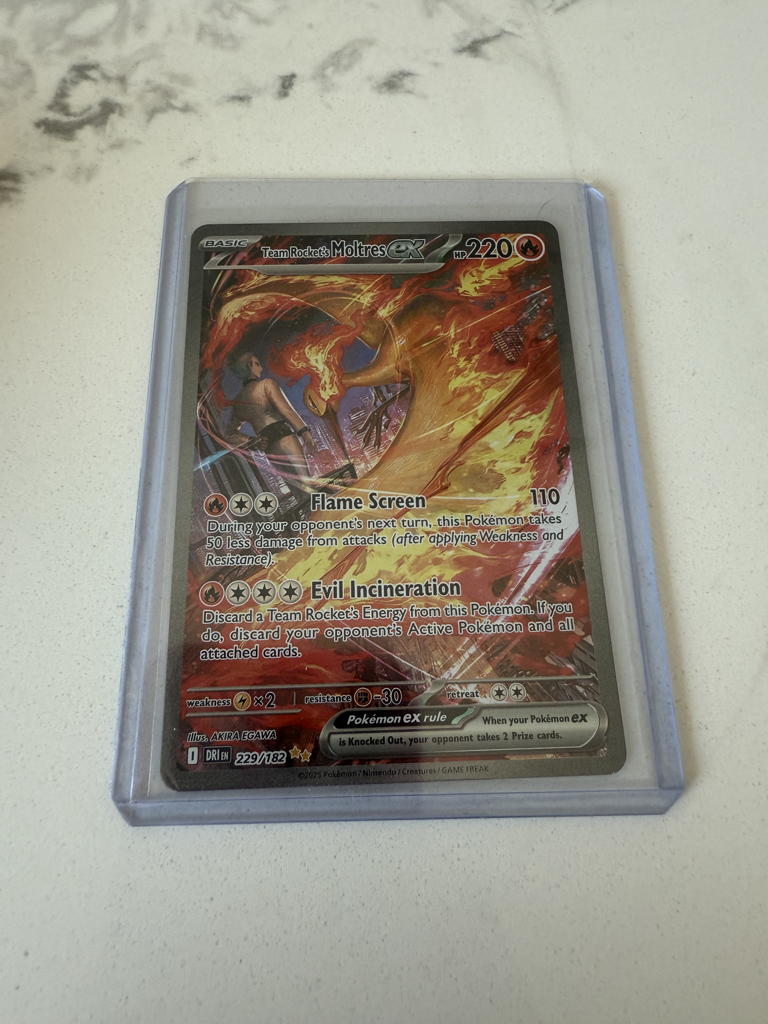 BASIC
Team Rocket's Moltres ex HP 220
Flame Screen 110
During your opponent's next turn, this Pokémon takes
50 less damage from attacks (after applying Weakness and
Resistance).
Evil Incineration
Discard a Team Rocket's Energy from this Pokémon. If you
do, discard your opponent's Active Pokémon and all
attached cards.
weakness ×2 resistance -30 retreat
Pokémon ex rule When your Pokémon ex
is Knocked Out, your opponent takes 2 Prize cards.
Illus. AKIRA EGAWA
I DRI EN 229/182
©2025 Pokémon / Nintendo / Creatures / GAME FREAK